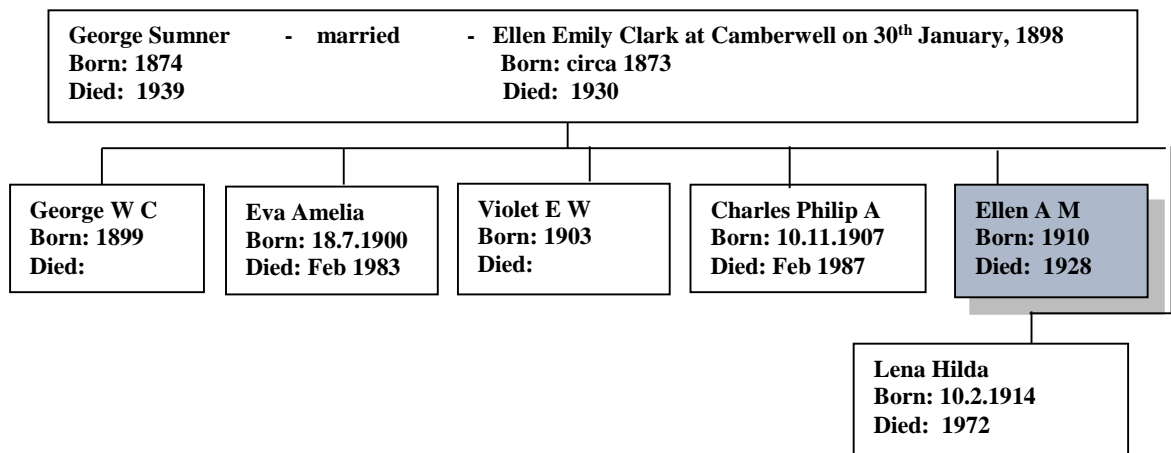 George Sumner - married - Ellen Emily Clark at Camberwell on 30th January, 1898
Born: 1874 Born: circa 1873
Died: 1939 Died: 1930
George W C
Born: 1899
Died:
Eva Amelia
Born: 18.7.1900
Died: Feb 1983
Violet E W
Born: 1903
Died:
Charles Philip A
Born: 10.11.1907
Died: Feb 1987
Ellen A M
Born: 1910
Died: 1928
Lena Hilda
Born: 10.2.1914
Died: 1972